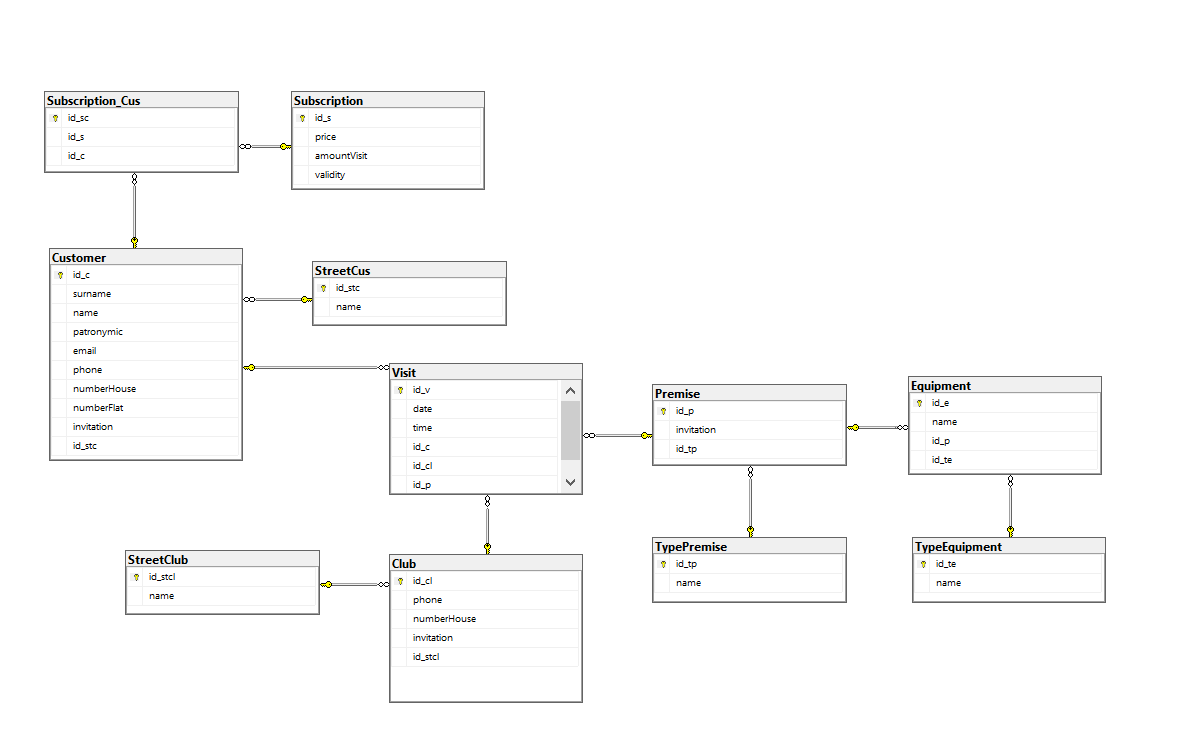 Subscription_Cus
id_sc
id_s
id_c
Subscription
id_s
price
amountVisit
validity
Customer
id_c
surname
name
patronymic
email
phone
numberHouse
numberFlat
invitation
id_stc
StreetCus
id_stc
name
Visit
id_v
date
time
id_c
id_cl
id_p
Premise
id_p
invitation
id_tp
Equipment
id_e
name
id_p
id_te
StreetClub
id_stcl
name
Club
id_cl
phone
numberHouse
invitation
id_stcl
TypePremise
id_tp
name
TypeEquipment
id_te
name